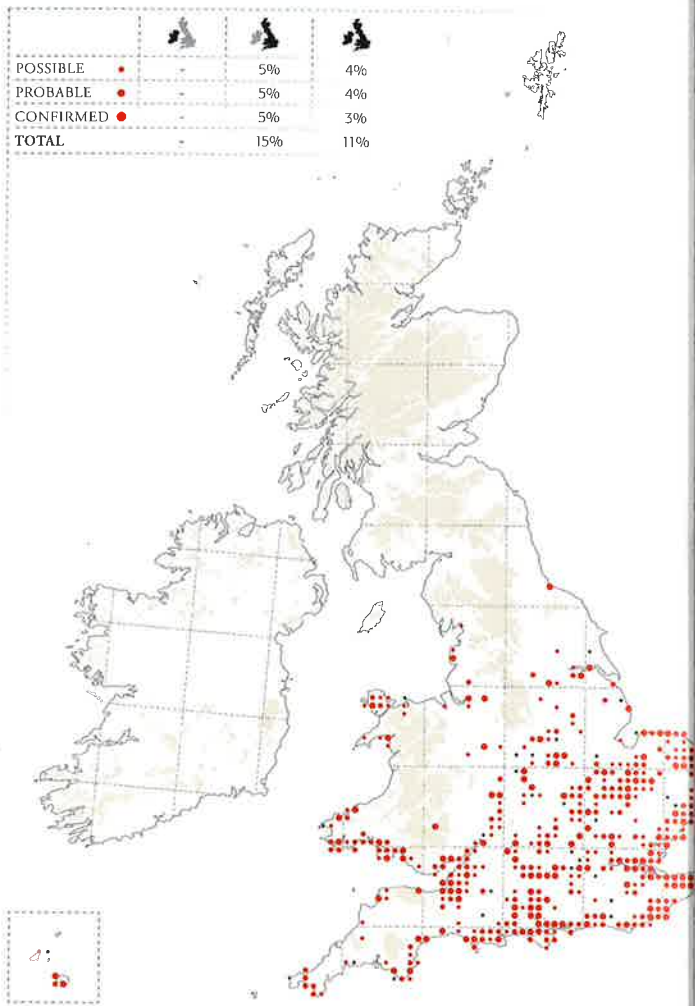 POSSIBLE - 5% 4%
PROBABLE - 5% 4%
CONFIRMED - 5% 3%
TOTAL - 15% 11%